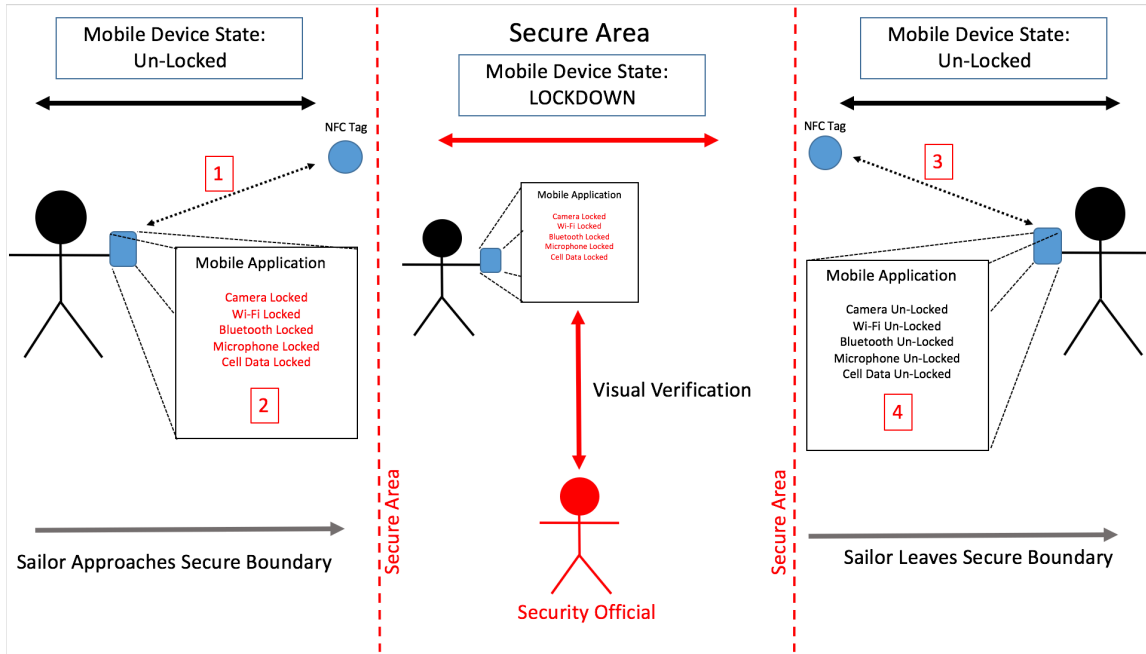 Mobile Device State:
Un-Locked
NFC Tag
1
Mobile Application
Camera Locked
Wi-Fi Locked
Bluetooth Locked
Microphone Locked
Cell Data Locked
2
Sailor Approaches Secure Boundary
Secure Area
Secure Area
Mobile Device State:
LOCKDOWN
Mobile Application
Camera Locked
Wi-Fi Locked
Bluetooth Locked
Microphone Locked
Cell Data Locked
Visual Verification
Security Official
Secure Area
Mobile Device State:
Un-Locked
NFC Tag
3
Mobile Application
Camera Un-Locked
Wi-Fi Un-Locked
Bluetooth Un-Locked
Microphone Un-Locked
Cell Data Un-Locked
4
Sailor Leaves Secure Boundary